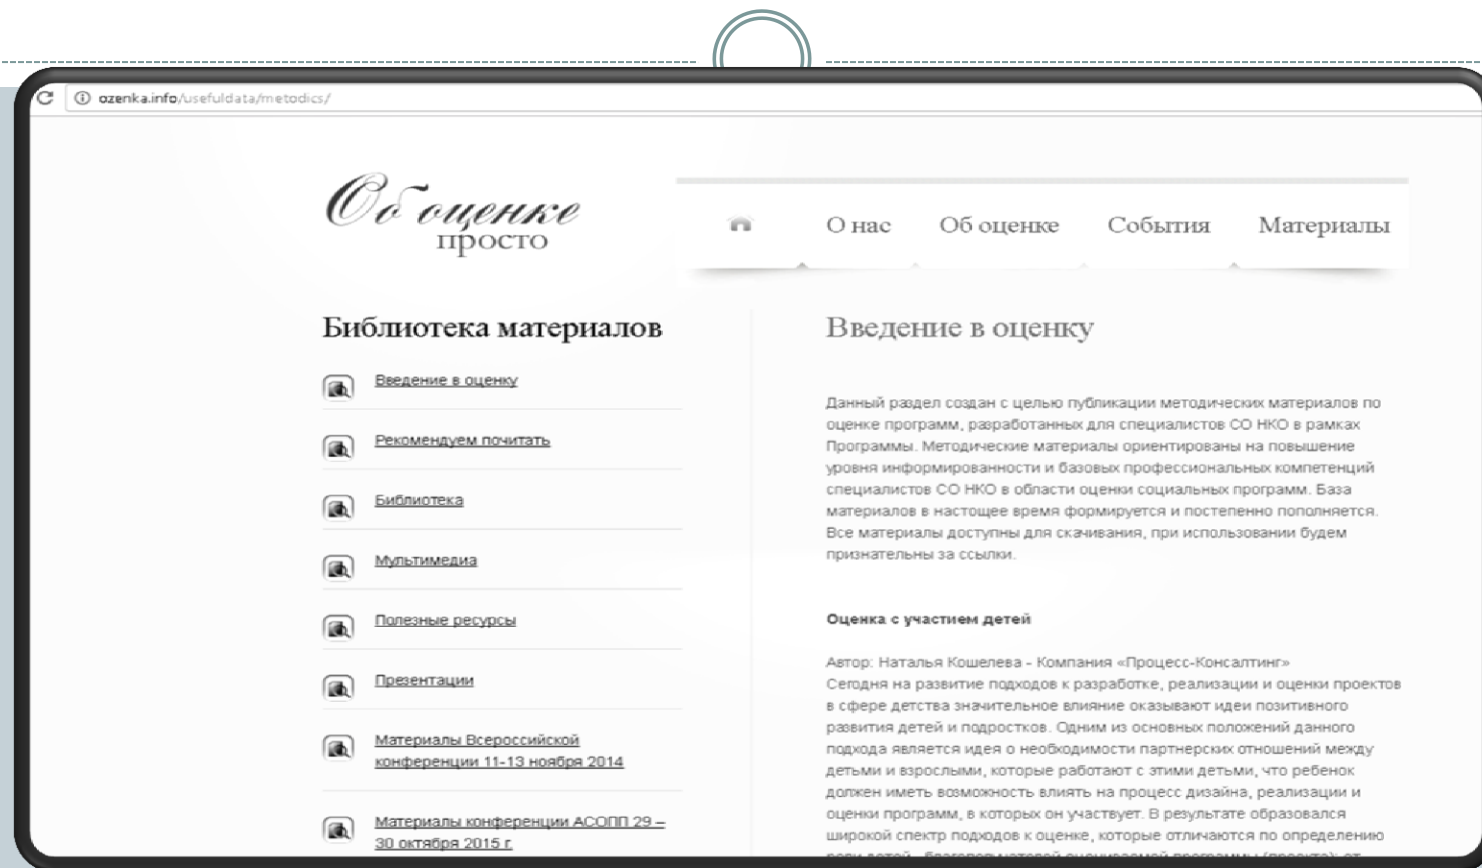 ozenka.info/usefuldata/metodics/
Об оценке
просто
О нас Об оценке События Материалы
Библиотека материалов
Введение в оценку
Рекомендуем почитать
Библиотека
Мультимедиа
Полезные ресурсы
Презентации
Материалы Всероссийской
конференции 11-13 ноября 2014
Материалы конференции АСОПП 29 –
30 октября 2015 г.
Введение в оценку
Данный раздел создан с целью публикации методических материалов по
оценке программ, разработанных для специалистов СО НКО в рамках
Программы. Методические материалы ориентированы на повышение
уровня информированности и базовых профессиональных компетенций
специалистов СО НКО в области оценки социальных программ. База
материалов в настоящее время формируется и постепенно пополняется.
Все материалы доступны для скачивания, при использовании будем
признательны за ссылки.
Оценка с участием детей
Автор: Наталья Кошелева - Компания «Процесс-Консалтинг»
Сегодня на развитие подходов к разработке, реализации и оценки проектов
в сфере детства значительное влияние оказывают идеи позитивного
развития детей и подростков. Одним из основных положений данного
подхода является идея о необходимости партнерских отношений между
детьми и взрослыми, которые работают с этими детьми, что ребенок
должен иметь возможность влиять на процесс дизайна, реализации и
оценки программ, в которых он участвует. В результате образовался
широкой спектр подходов к оценке, которые отличаются по определению